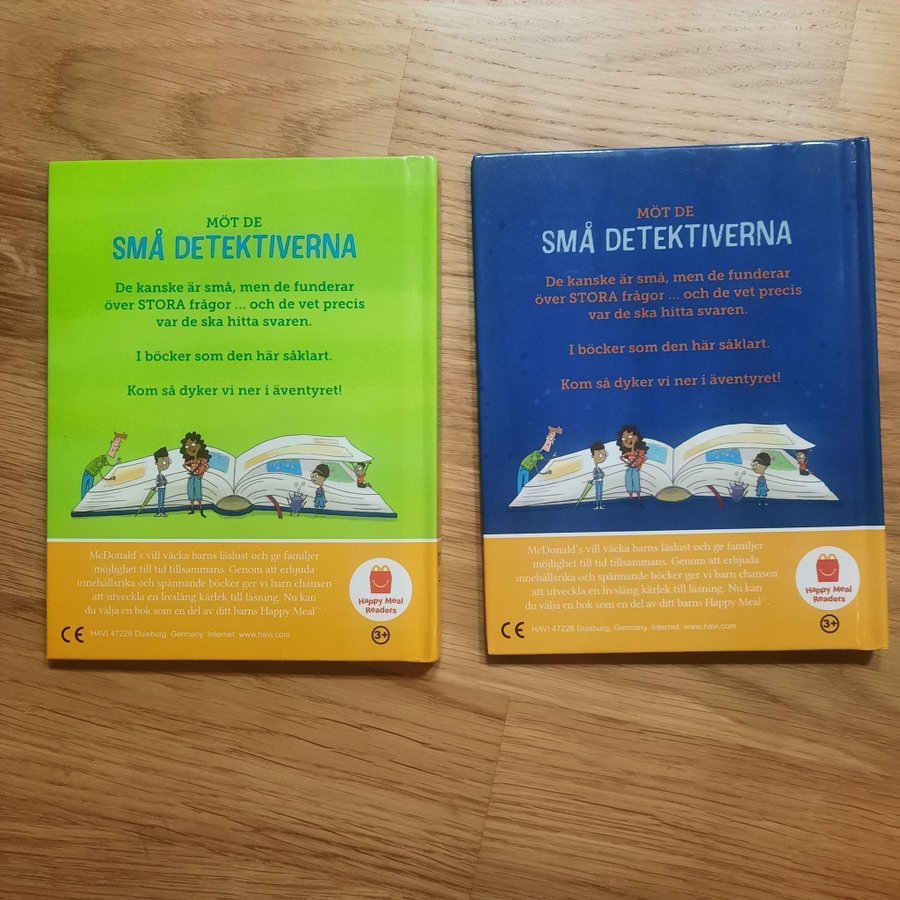 MÖT DE
SMÅ DETEKTIVERNA
De kanske är små, men de funderar
över STORA frågor ... och de vet precis
var de ska hitta svaren.
I böcker som den här såklart.
Kom så dyker vi ner i äventyret!
McDonald's vill väcka barns läslust och ge familjer
möjlighet till tid tillsammans. Genom att erbjuda
innehållsrika och spännande böcker ger vi barn chansen
att utveckla en livslång kärlek till läsning. Nu kan
du välja en bok som en del av ditt barns Happy Meal™.
Happy Meal
Readers
CE HAVI 47228 Duisburg, Germany. Internet: www.havi.com
3+
MÖT DE
SMÅ DETEKTIVERNA
De kanske är små, men de funderar
över STORA frågor ... och de vet precis
var de ska hitta svaren.
I böcker som den här såklart.
Kom så dyker vi ner i äventyret!
McDonald's vill väcka barns läslust och ge familjer
möjlighet till tid tillsammans. Genom att erbjuda
innehållsrika och spännande böcker ger vi barn chansen
att utveckla en livslång kärlek till läsning. Nu kan
du välja en bok som en del av ditt barns Happy Meal™.
Happy Meal
Readers
CE HAVI 47228 Duisburg, Germany. Internet: www.havi.com
3+